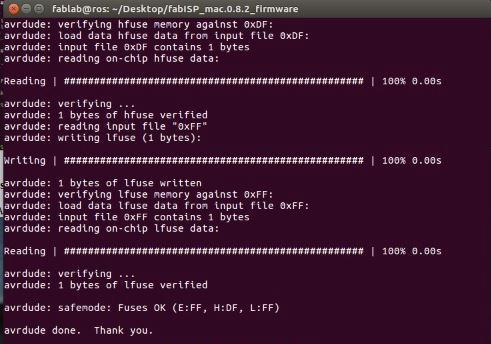 fablab@ros: ~/Desktop/fabISP_mac.0.8.2_firmware
avrdude: verifying hfuse memory against 0xDF:
avrdude: load data hfuse data from input file 0xDF:
avrdude: input file 0xDF contains 1 bytes
avrdude: reading on-chip hfuse data:
Reading | ################################################## | 100% 0.00s
avrdude: verifying ...
avrdude: 1 bytes of hfuse verified
avrdude: reading input file "0xFF"
avrdude: writing lfuse (1 bytes):
Writing | ################################################## | 100% 0.00s
avrdude: 1 bytes of lfuse written
avrdude: verifying lfuse memory against 0xFF:
avrdude: load data lfuse data from input file 0xFF:
avrdude: input file 0xFF contains 1 bytes
avrdude: reading on-chip lfuse data:
Reading | ################################################## | 100% 0.00s
avrdude: verifying ...
avrdude: 1 bytes of lfuse verified
avrdude: safemode: Fuses OK (E:FF, H:DF, L:FF)
avrdude done.  Thank you.